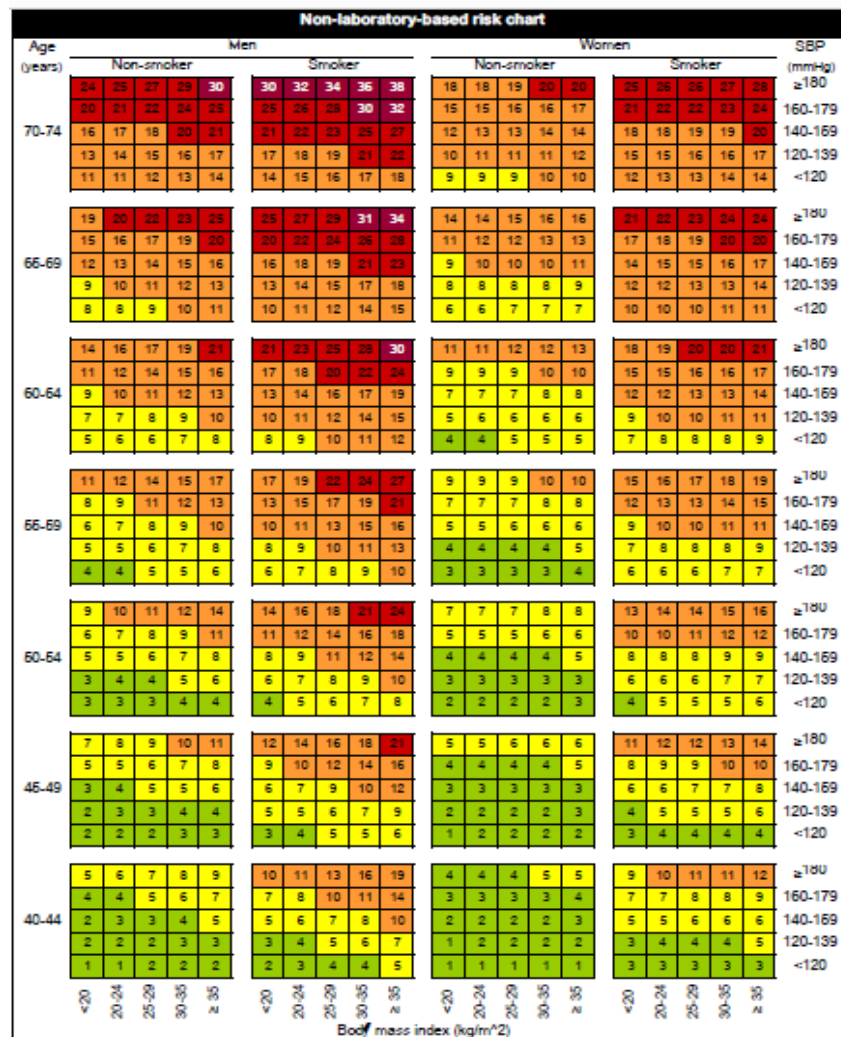 Non-laboratory-based risk chart
Age Men Women SBP
(years) Non-smoker Smoker Non-smoker Smoker (mmHg)
24 25 27 29 30 30 32 34 36 38 18 18 19 20 20 25 26 26 27 28 ≥180
20 21 22 24 25 25 26 28 30 32 15 15 16 16 17 21 22 22 23 24 160-179
70-74 16 17 18 20 21 21 22 23 25 27 12 13 13 14 14 18 18 19 19 20 140-159
13 14 15 16 17 17 18 19 21 22 10 11 11 11 12 15 15 16 16 17 120-139
11 11 12 13 14 14 15 16 17 18 9 9 9 10 10 12 13 13 14 14 <120
19 20 22 23 25 25 27 29 31 34 14 14 15 16 16 21 22 23 24 24 ≥180
15 16 17 19 20 20 22 24 26 28 11 12 12 13 13 17 18 19 20 20 160-179
65-69 12 13 14 15 16 16 18 19 21 23 9 10 10 10 11 14 15 15 16 17 140-159
9 10 11 12 13 13 14 15 17 18 8 8 8 8 9 12 12 13 13 14 120-139
8 8 9 10 11 10 11 12 14 15 6 6 7 7 7 10 10 10 11 11 <120
14 16 17 19 21 21 23 25 28 30 11 11 12 12 13 18 19 20 20 21 ≥180
11 12 14 15 16 17 18 20 22 24 9 9 9 10 10 15 15 16 16 17 160-179
60-64 9 10 11 12 13 13 14 16 17 19 7 7 7 8 8 12 12 13 13 14 140-159
7 7 8 9 10 10 11 12 14 15 5 6 6 6 6 9 10 10 11 11 120-139
5 6 6 7 8 8 9 10 11 12 4 4 5 5 5 7 8 8 8 9 <120
11 12 14 15 17 17 19 22 24 27 9 9 9 10 10 15 16 17 18 19 ≥180
8 9 11 12 13 13 15 17 19 21 7 7 7 8 8 12 13 13 14 15 160-179
55-59 6 7 8 9 10 10 11 13 15 16 5 5 6 6 6 9 10 10 11 11 140-159
5 5 6 7 8 8 9 10 11 13 4 4 4 4 5 7 8 8 8 9 120-139
4 4 5 5 6 6 7 8 9 10 3 3 3 3 4 6 6 6 7 7 <120
9 10 11 12 14 14 16 18 21 24 7 7 7 8 8 13 14 14 15 16 ≥180
6 7 8 9 11 11 12 14 16 18 5 5 5 6 6 10 10 11 12 12 160-179
50-54 5 5 6 7 8 8 9 11 12 14 4 4 4 4 5 8 8 8 9 9 140-159
3 4 4 5 6 6 7 8 9 10 3 3 3 3 3 6 6 6 7 7 120-139
3 3 3 4 4 4 5 6 7 8 2 2 2 2 3 4 5 5 5 6 <120
7 8 9 10 11 12 14 16 18 21 5 5 6 6 6 11 12 12 13 14 ≥180
5 5 6 7 8 9 10 12 14 16 4 4 4 4 5 8 9 9 10 10 160-179
45-49 3 4 5 5 6 6 7 9 10 12 3 3 3 3 3 6 6 7 7 8 140-159
2 3 3 4 4 5 5 6 7 9 2 2 2 2 3 4 5 5 5 6 120-139
2 2 2 3 3 3 4 5 5 6 1 2 2 2 2 3 4 4 4 4 <120
5 6 7 8 9 10 11 13 16 19 4 4 4 5 5 9 10 11 11 12 ≥180
4 4 5 6 7 7 8 10 11 14 3 3 3 3 4 7 7 8 8 9 160-179
40-44 2 3 3 4 5 5 6 7 8 10 2 2 2 2 3 5 5 6 6 6 140-159
2 2 2 3 3 3 4 5 6 7 1 2 2 2 2 3 4 4 4 5 120-139
1 1 2 2 2 2 3 4 4 5 1 1 1 1 1 3 3 3 3 3 <120
<20 20-24 25-29 30-35 ≥ 35 <20 20-24 25-29 30-35 ≥ 35 <20 20-24 25-29 30-35 ≥ 35 <20 20-24 25-29 30-35 ≥ 35
Body mass index (kg/m^2)